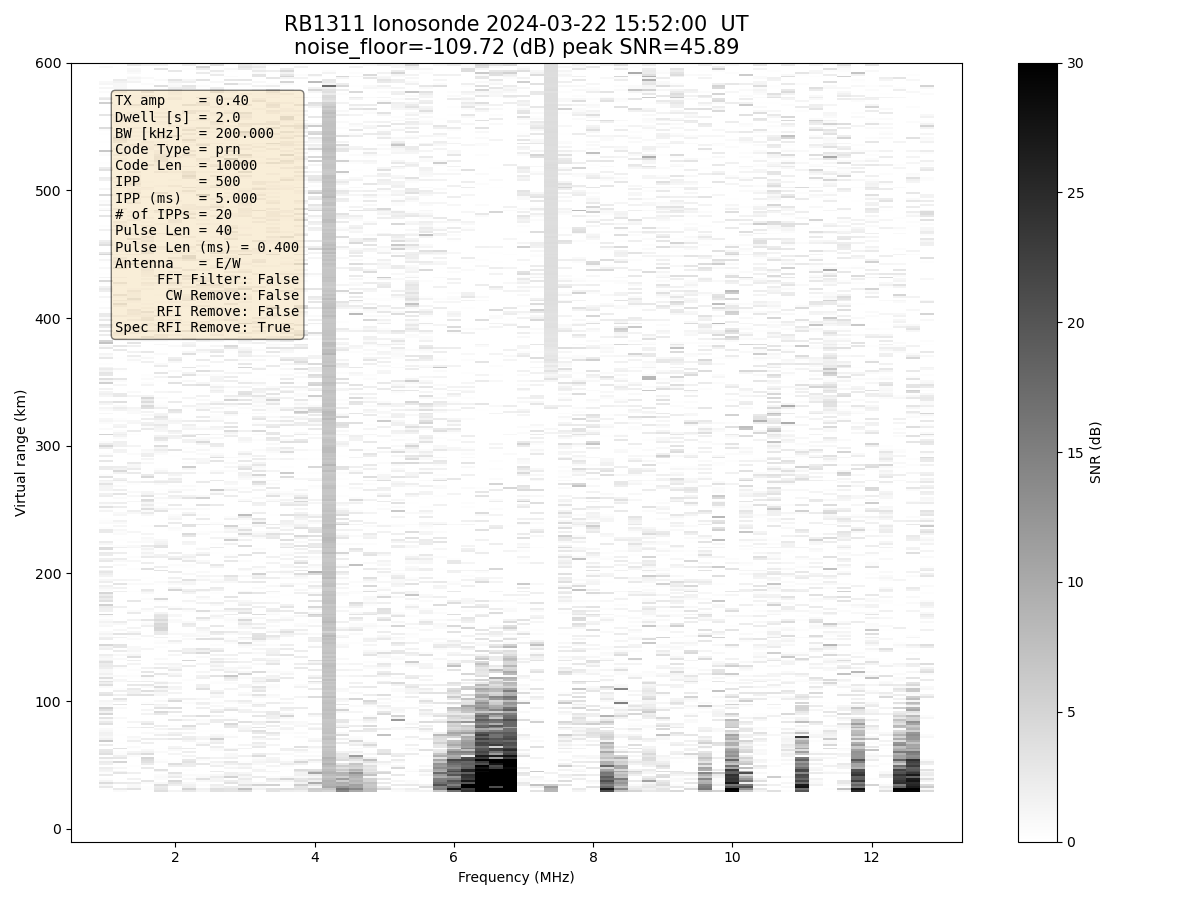 RB1311 Ionosonde 2024-03-22 15:52:00  UT
noise_floor=-109.72 (dB) peak SNR=45.89
TX amp    = 0.40
Dwell [s] = 2.0
BW [kHz]  = 200.000
Code Type = prn
Code Len  = 10000
IPP       = 500
IPP (ms)  = 5.000
# of IPPs = 20
Pulse Len = 40
Pulse Len (ms) = 0.400
Antenna   = E/W
FFT Filter: False
CW Remove: False
RFI Remove: False
Spec RFI Remove: True
600
500
400
300
200
100
0
Virtual range (km)
2 4 6 8 10 12
Frequency (MHz)
30
25
20
15
10
5
0
SNR (dB)